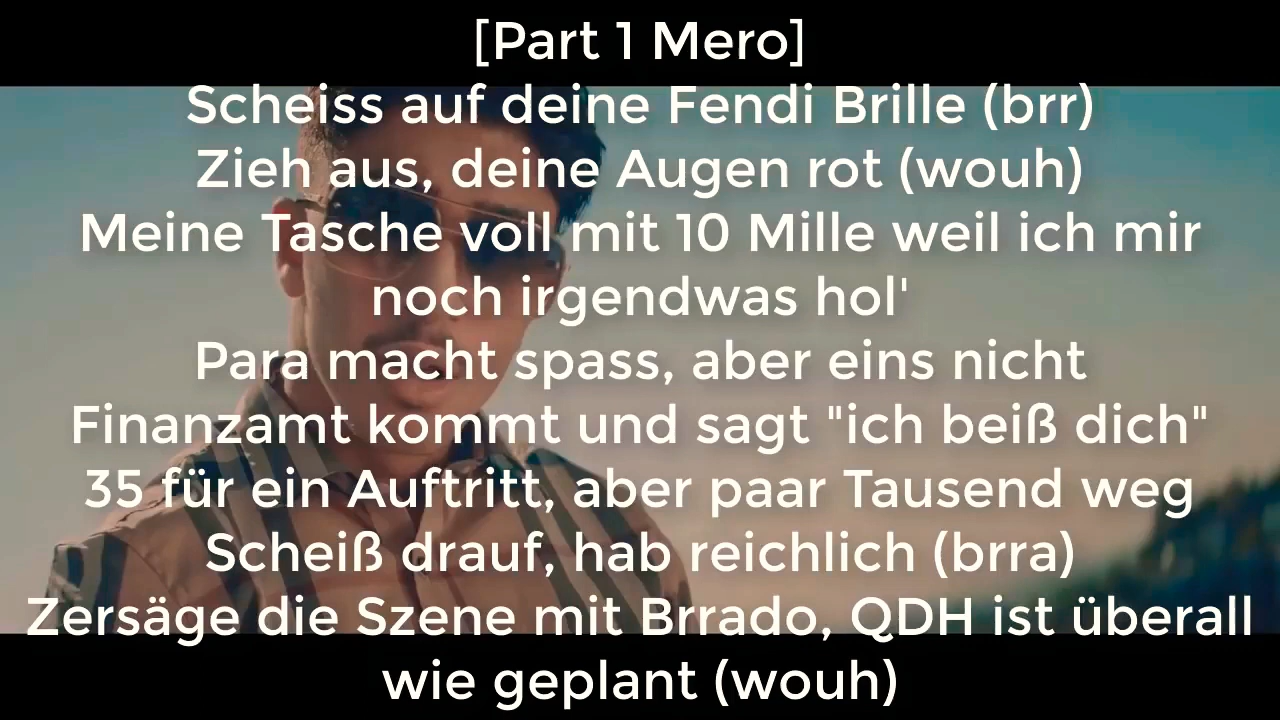 [Part 1 Mero]
Scheiss auf deine Fendi Brille (brr)
Zieh aus, deine Augen rot (wouh)
Meine Tasche voll mit 10 Mille weil ich mir
noch irgendwas hol'
Para macht spass, aber eins nicht
Finanzamt kommt und sagt "ich beiß dich"
35 für ein Auftritt, aber paar Tausend weg
Scheiß drauf, hab reichlich (brra)
Zersäge die Szene mit Brrado, QDH ist überall
wie geplant (wouh)